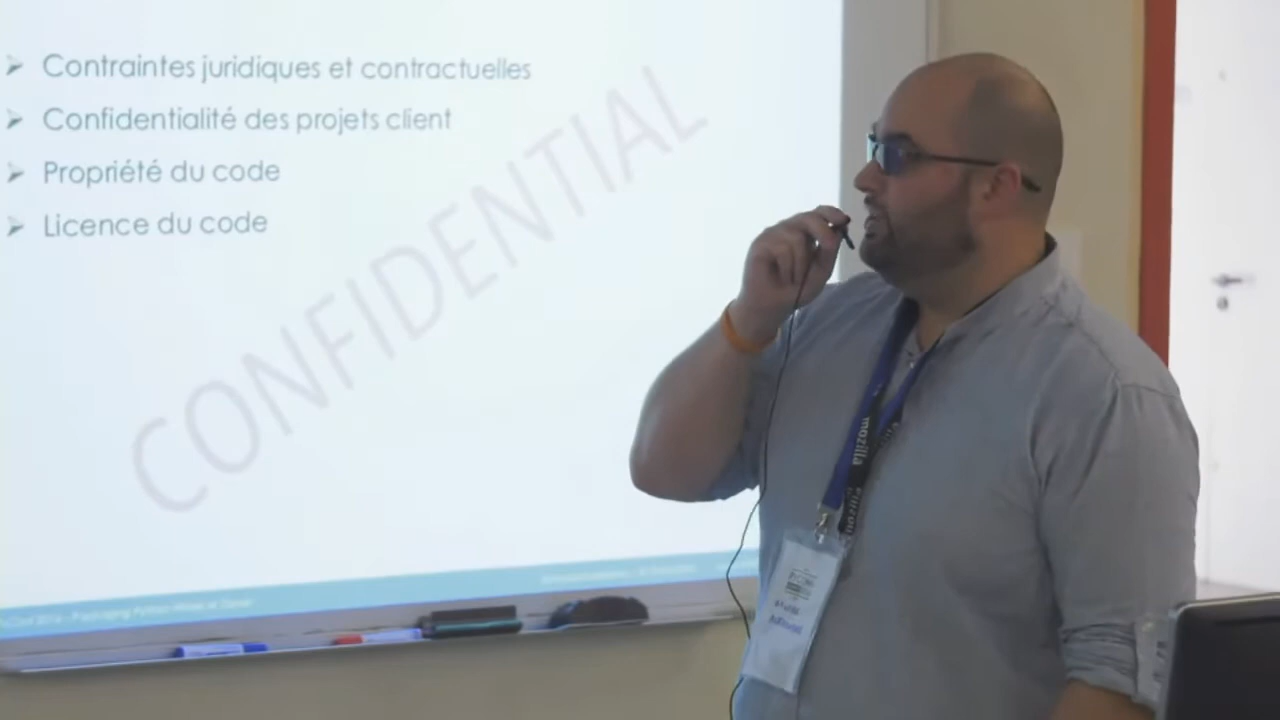 Contraintes juridiques et contractuelles
Confidentialité des projets client
Propriété du code
Licence du code
CONFIDENTIAL
mozilla